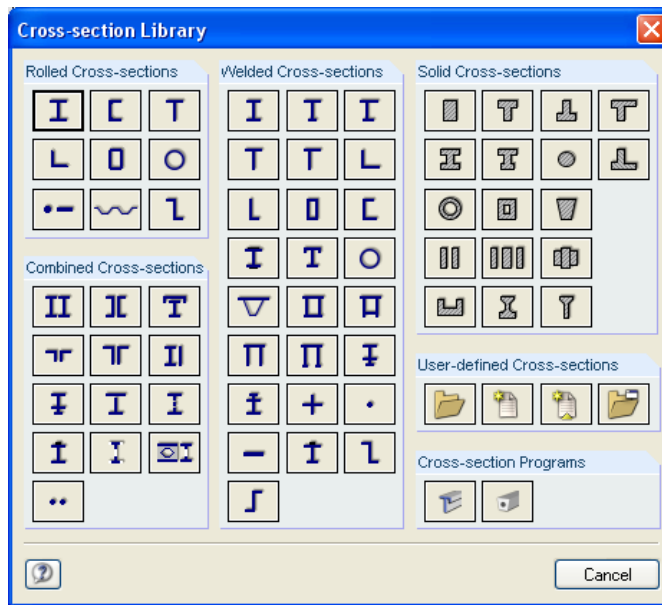 Cross-section Library
Rolled Cross-sections
Welded Cross-sections
Solid Cross-sections
Combined Cross-sections
User-defined Cross-sections
Cross-section Programs
Cancel